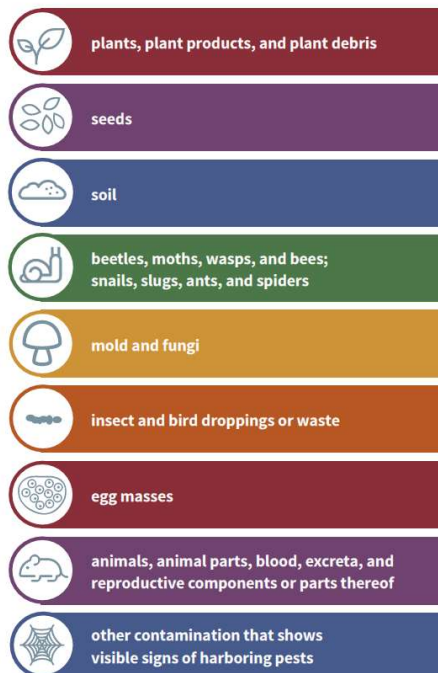 plants, plant products, and plant debris
seeds
soil
beetles, moths, wasps, and bees;
snails, slugs, ants, and spiders
mold and fungi
insect and bird droppings or waste
egg masses
animals, animal parts, blood, excreta, and
reproductive components or parts thereof
other contamination that shows
visible signs of harboring pests